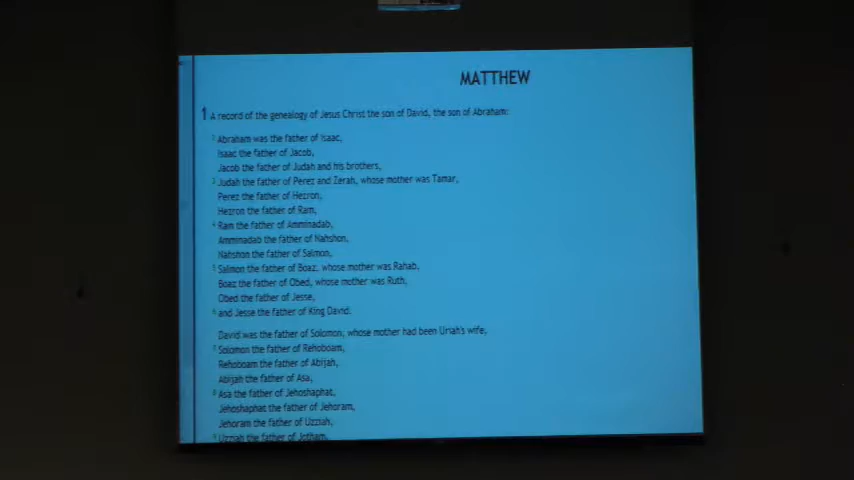 MATTHEW
1 A record of the genealogy of Jesus Christ the son of David, the son of Abraham:
2 Abraham was the father of Isaac,
Isaac the father of Jacob,
Jacob the father of Judah and his brothers,
3 Judah the father of Perez and Zerah, whose mother was Tamar,
Perez the father of Hezron,
Hezron the father of Ram,
4 Ram the father of Amminadab,
Amminadab the father of Nahshon,
Nahshon the father of Salmon,
5 Salmon the father of Boaz, whose mother was Rahab,
Boaz the father of Obed, whose mother was Ruth,
Obed the father of Jesse,
6 and Jesse the father of King David.
David was the father of Solomon, whose mother had been Uriah's wife,
7 Solomon the father of Rehoboam,
Rehoboam the father of Abijah,
Abijah the father of Asa,
8 Asa the father of Jehoshaphat,
Jehoshaphat the father of Jehoram,
Jehoram the father of Uzziah,
9 Uzziah the father of Jotham,